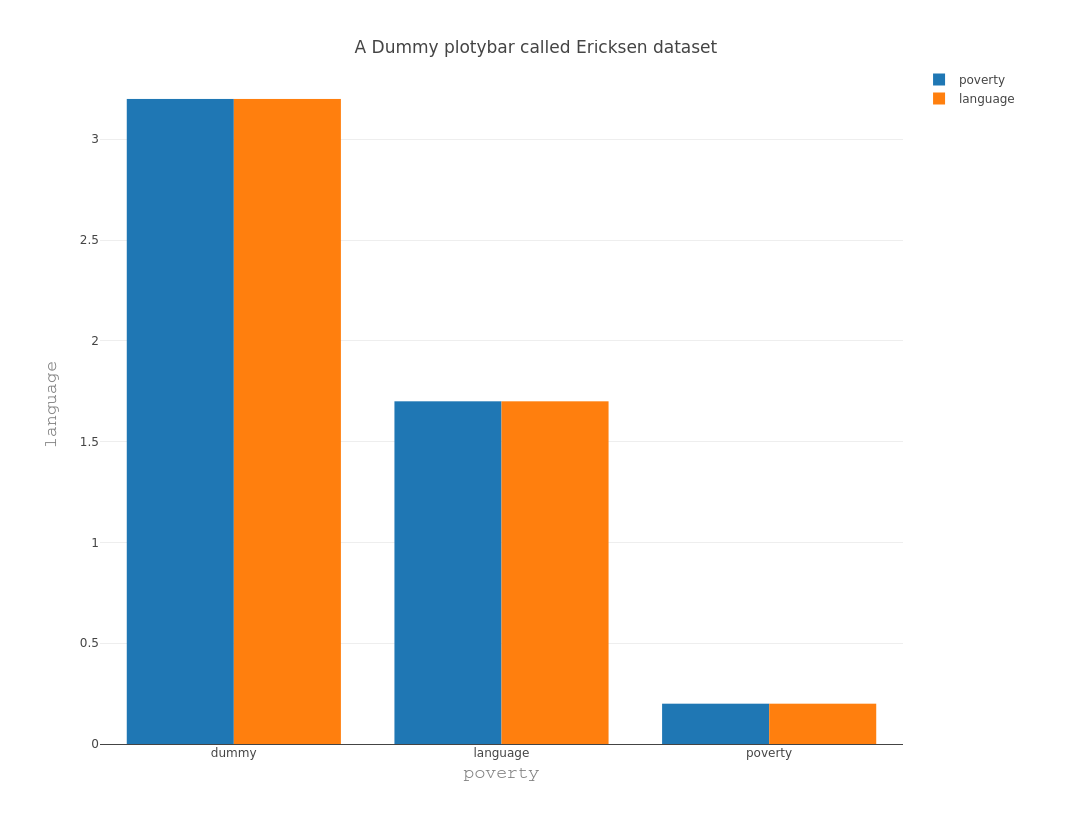 A Dummy plotybar called Ericksen dataset
poverty
language
3
2.5
2
1.5
1
0.5
0
language
dummy language poverty
poverty